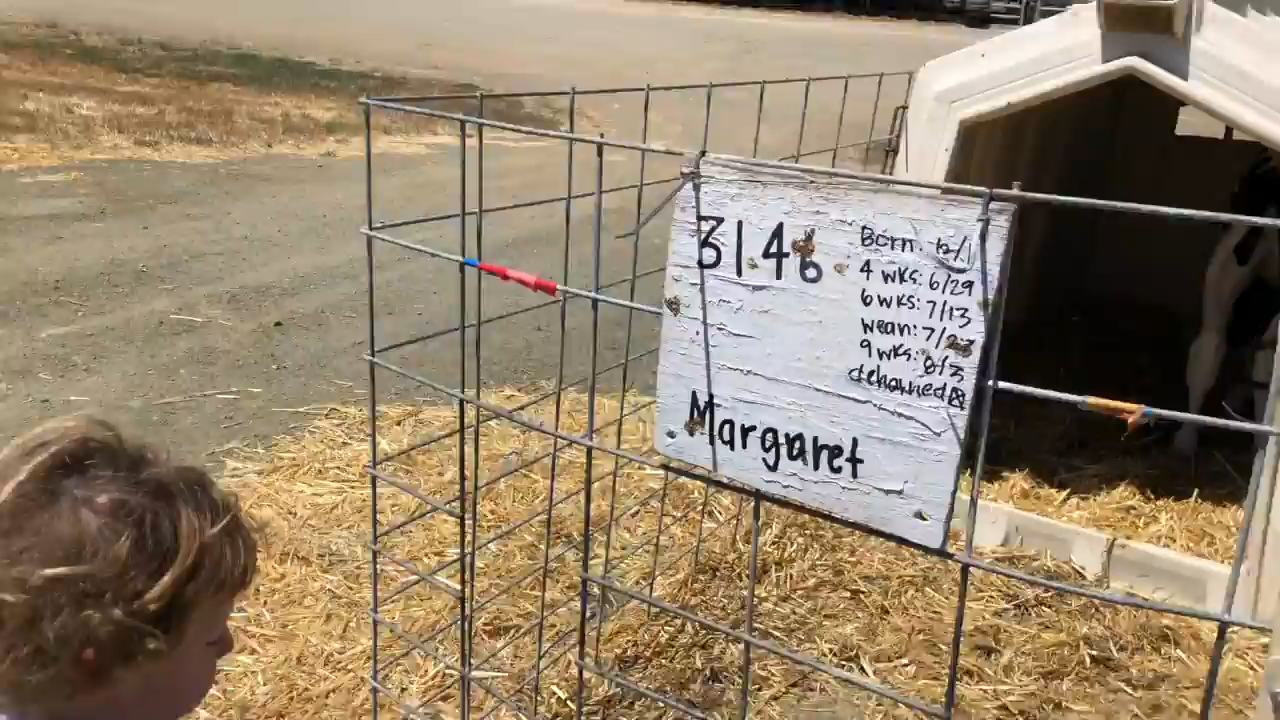 3146
Born: 6/1
4 wks: 6/29
6 wks: 7/13
wean: 7/23
9 wks: 8/3
dehorned ☒
Margaret